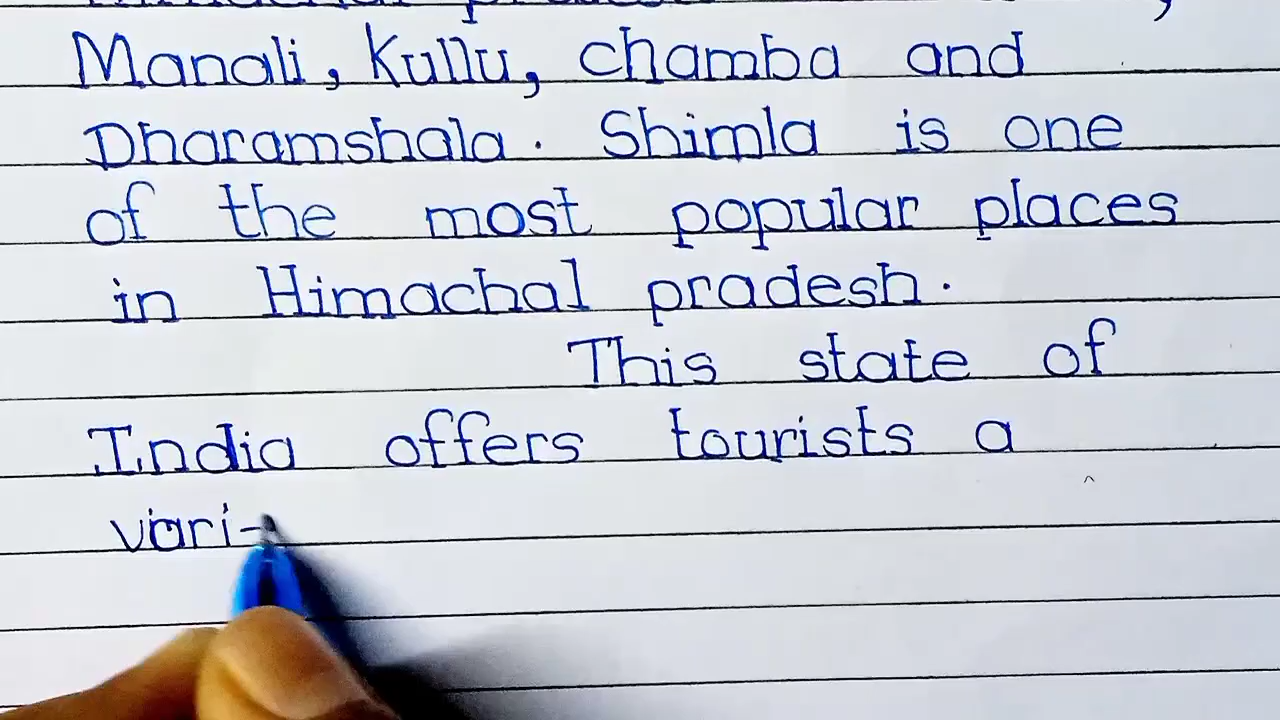 Manali, Kullu, chamba and
Dharamshala. Shimla is one
of the most popular places
in Himachal pradesh.
This state of
India offers tourists a
vari